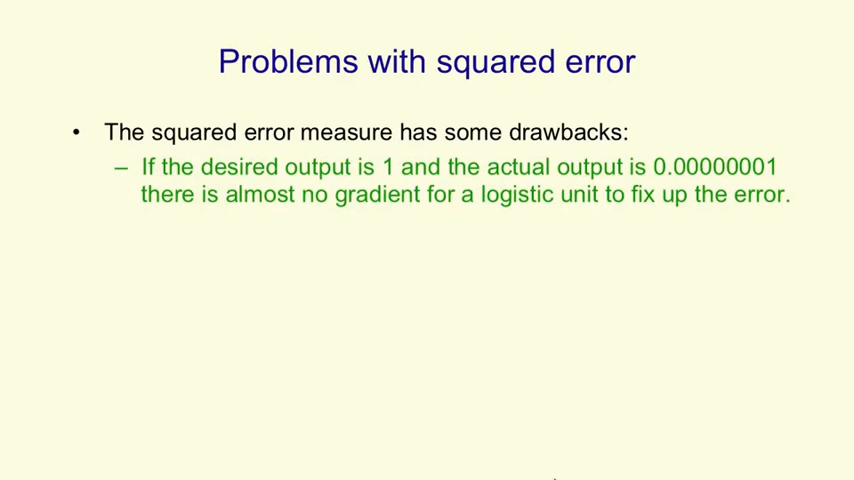 Problems with squared error
• The squared error measure has some drawbacks:
– If the desired output is 1 and the actual output is 0.00000001
there is almost no gradient for a logistic unit to fix up the error.